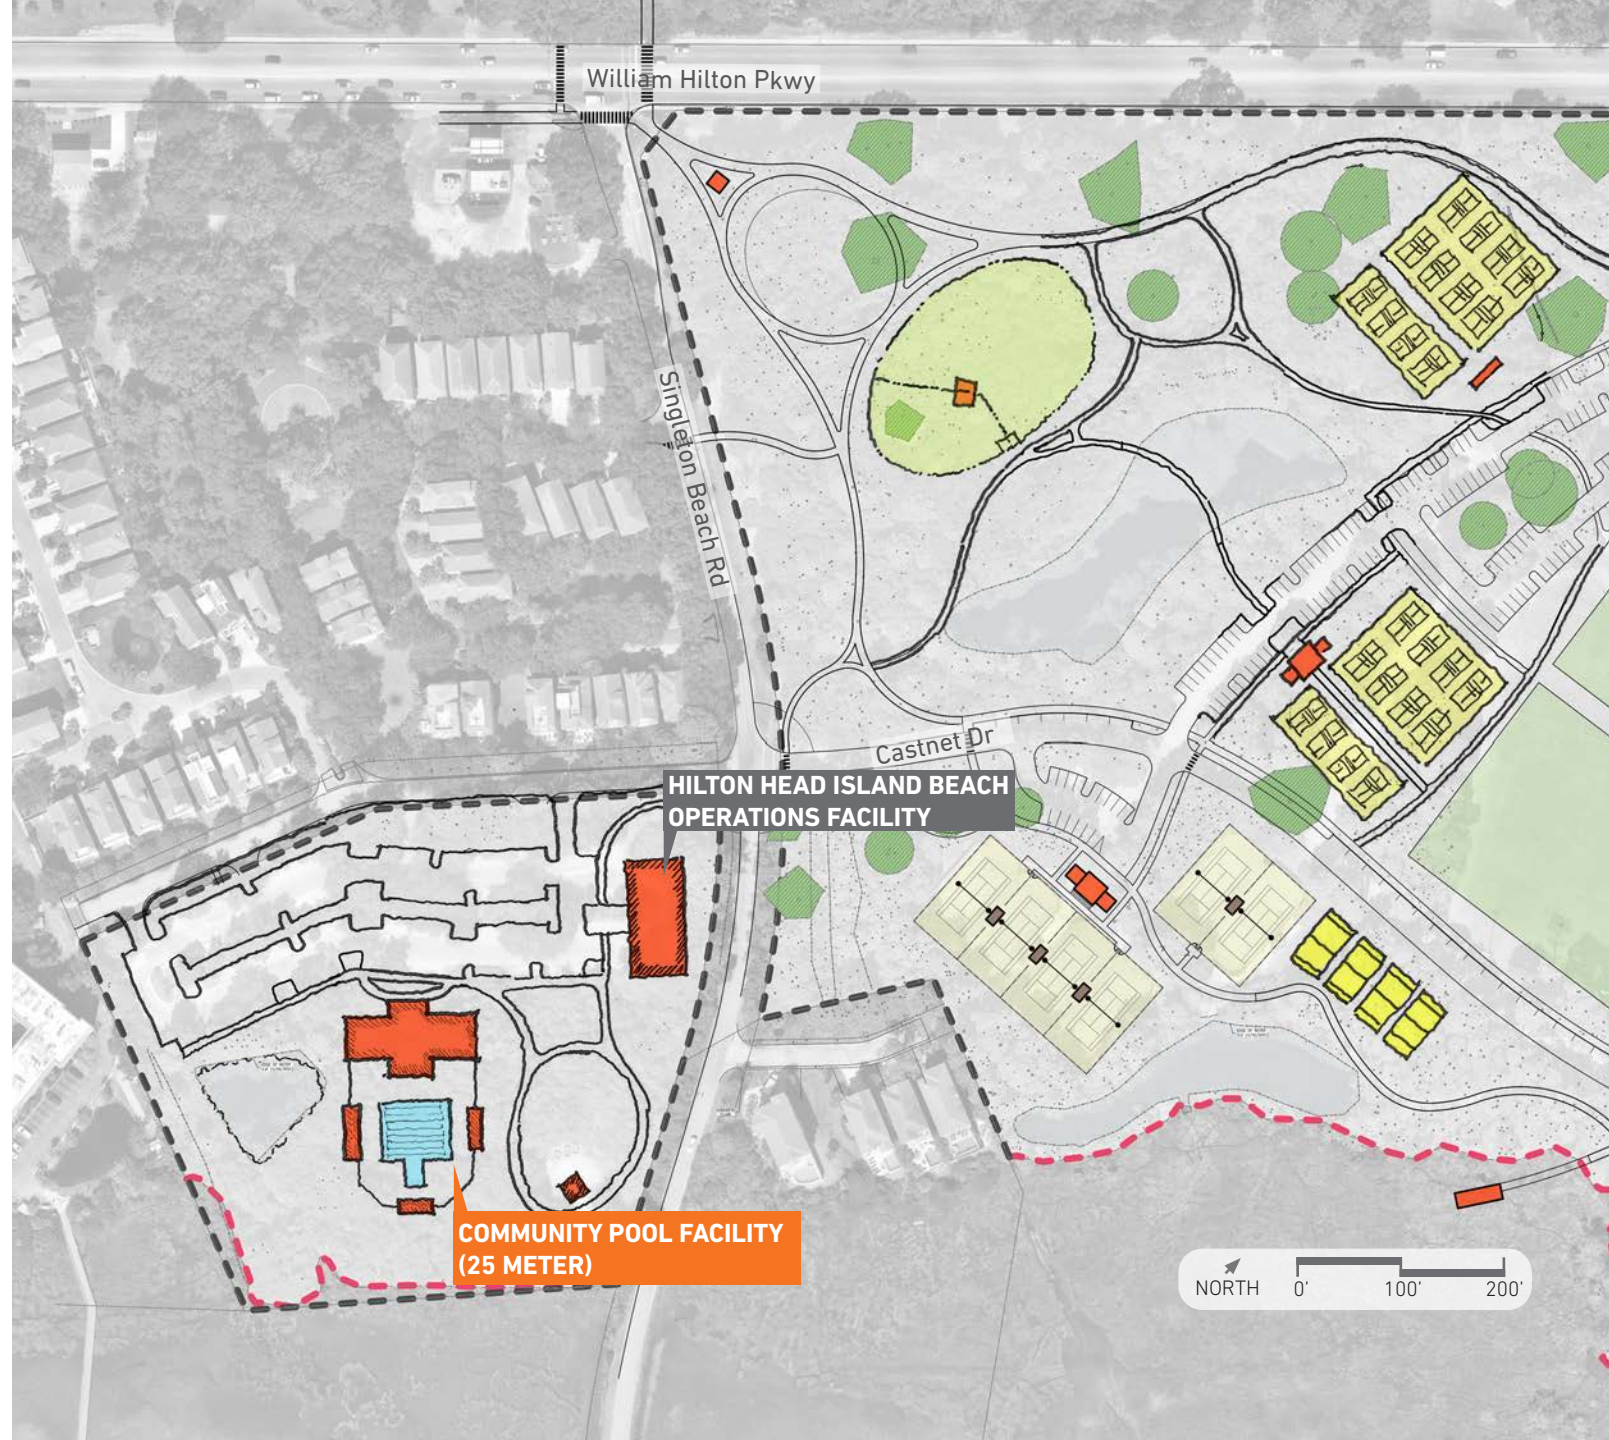 William Hilton Pkwy
Singleton Beach Rd
Castnet Dr
HILTON HEAD ISLAND BEACH
OPERATIONS FACILITY
COMMUNITY POOL FACILITY
(25 METER)
NORTH
0'
100'
200'